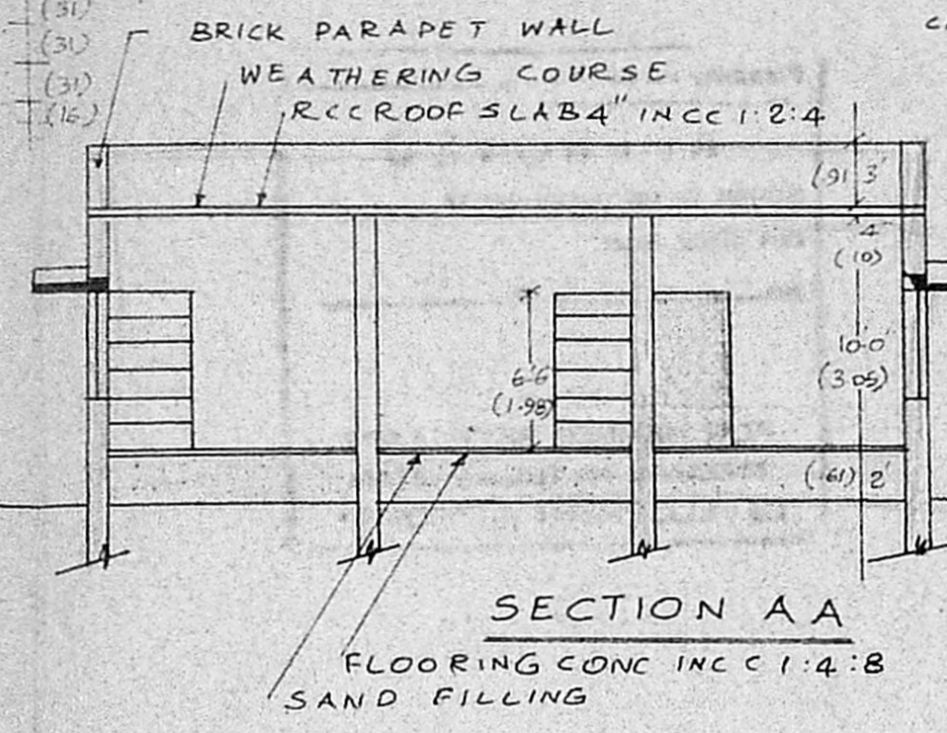 (31)
(31)
(31)
(16)
BRICK PARAPET WALL
WEATHERING COURSE
RCC ROOF SLAB 4" IN CC 1:2:4
(.91) 3'
4"
(.10)
10'-0"
(3.05)
6'-6"
(1.98)
(.61) 2'
SECTION AA
FLOORING CONC IN C C 1:4:8
SAND FILLING